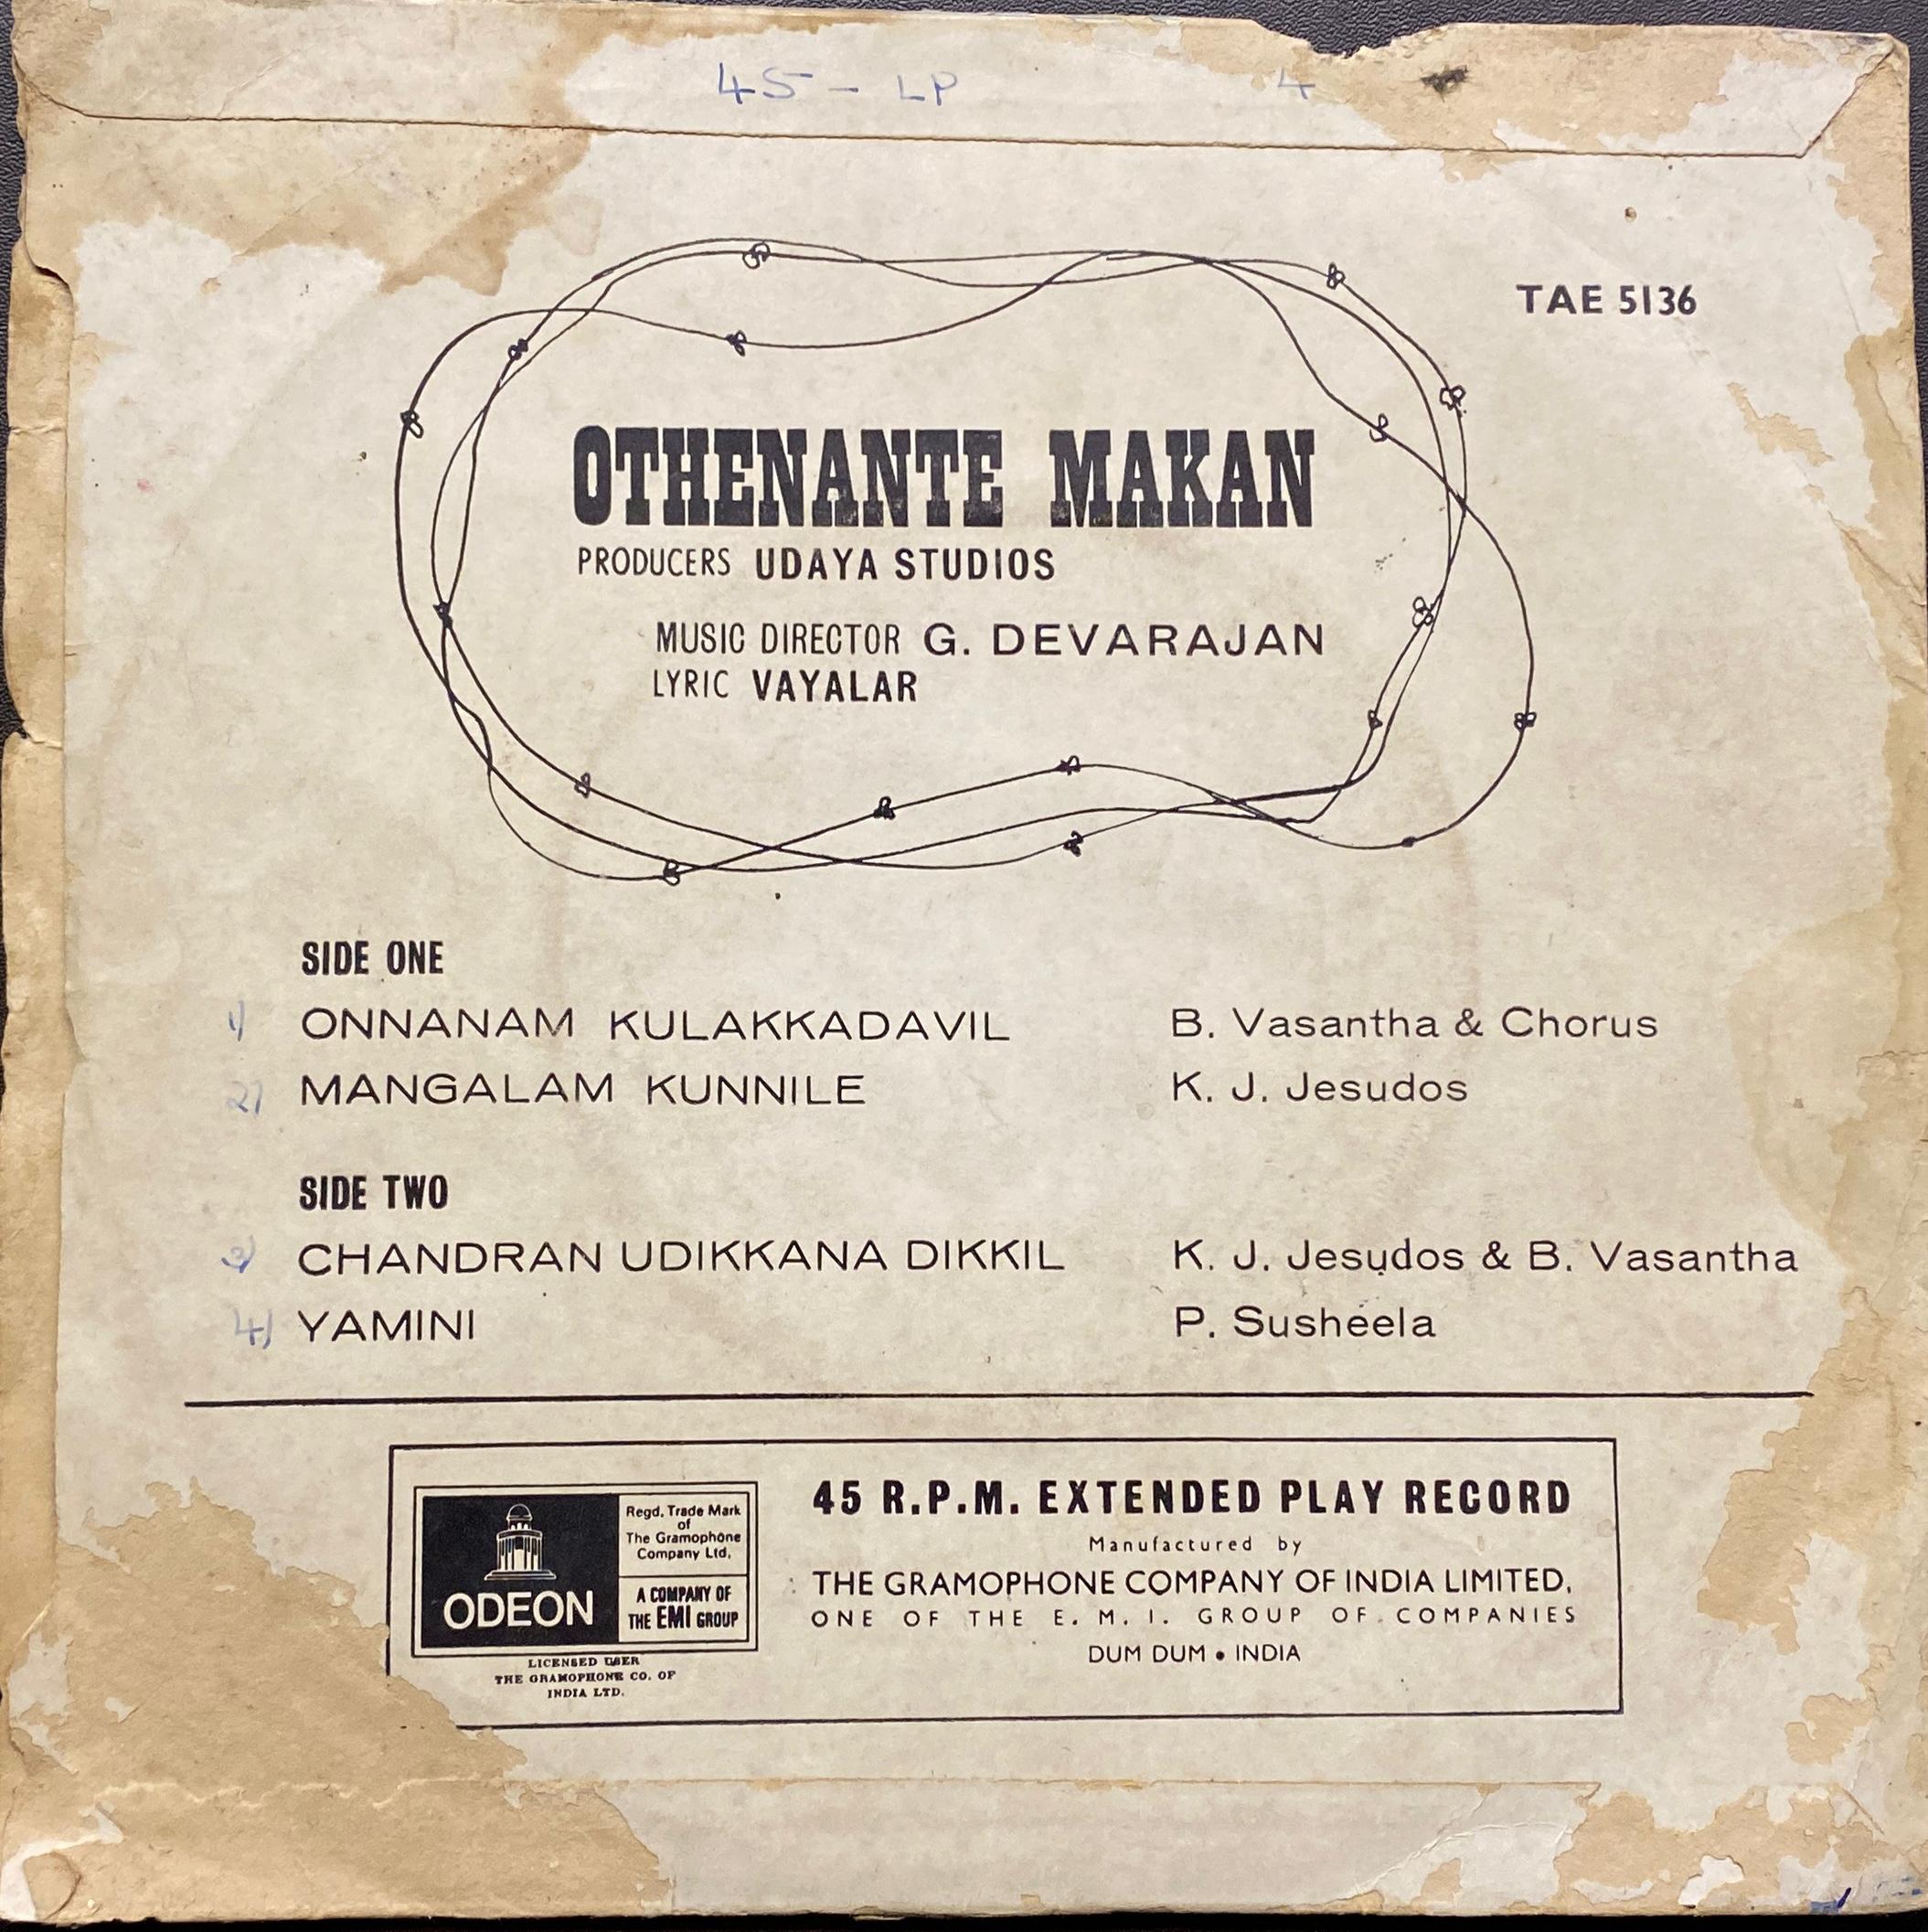 45 - LP 4
TAE 5136
OTHENANTE MAKAN
PRODUCERS UDAYA STUDIOS
MUSIC DIRECTOR G. DEVARAJAN
LYRIC VAYALAR
SIDE ONE
1) ONNANAM KULAKKADAVIL B. Vasantha & Chorus
2) MANGALAM KUNNILE K. J. Jesudos
SIDE TWO
3) CHANDRAN UDIKKANA DIKKIL K. J. Jesudos & B. Vasantha
4) YAMINI P. Susheela
ODEON
Regd. Trade Mark
of
The Gramophone
Company Ltd.
A COMPANY OF
THE EMI GROUP
LICENSED USER
THE GRAMOPHONE CO. OF
INDIA LTD.
45 R.P.M. EXTENDED PLAY RECORD
Manufactured by
THE GRAMOPHONE COMPANY OF INDIA LIMITED,
ONE OF THE E. M. I. GROUP OF COMPANIES
DUM DUM • INDIA